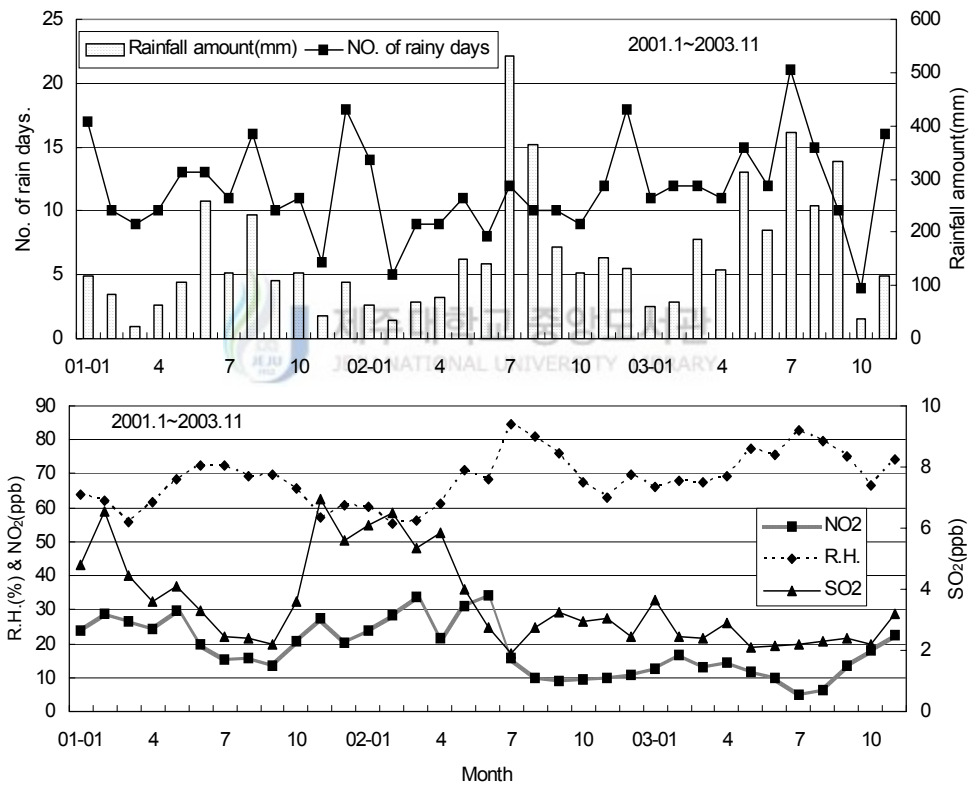 25
20
15
10
5
0
No. of rain days.
Rainfall amount(mm)
NO. of rainy days
2001.1~2003.11
600
500
400
300
200
100
0
Rainfall amount(mm)
제주대학교 중앙도서관
JEJU NATIONAL UNIVERSITY LIBRARY
JEJU
1952
01-01 4 7 10 02-01 4 7 10 03-01 4 7 10
90
80
70
60
50
40
30
20
10
0
R.H.(%) & NO2(ppb)
2001.1~2003.11
NO2
R.H.
SO2
10
8
6
4
2
0
SO2(ppb)
01-01 4 7 10 02-01 4 7 10 03-01 4 7 10
Month